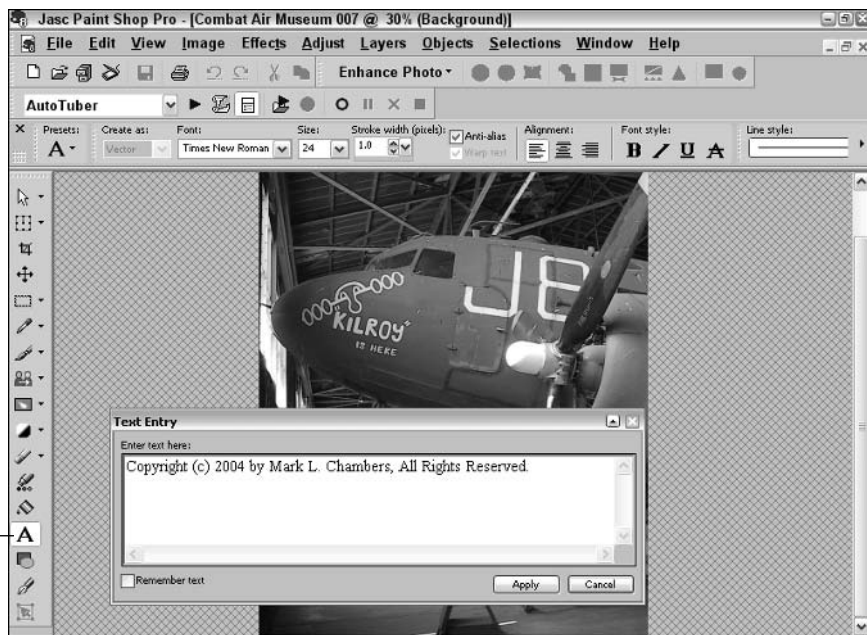 Jasc Paint Shop Pro - [Combat Air Museum 007 @ 30% (Background)]
File Edit View Image Effects Adjust Layers Objects Selections Window Help
Enhance Photo
AutoTuber
Presets: Create as: Font: Size: Stroke width (pixels): Anti-alias Alignment: Font style: Line style:
A Vector Times New Roman 24 1.0 Warp text B I U A
J8
"KILROY"
IS HERE
Text Entry
Enter text here:
Copyright (c) 2004 by Mark L. Chambers, All Rights Reserved.
A
Remember text Apply Cancel